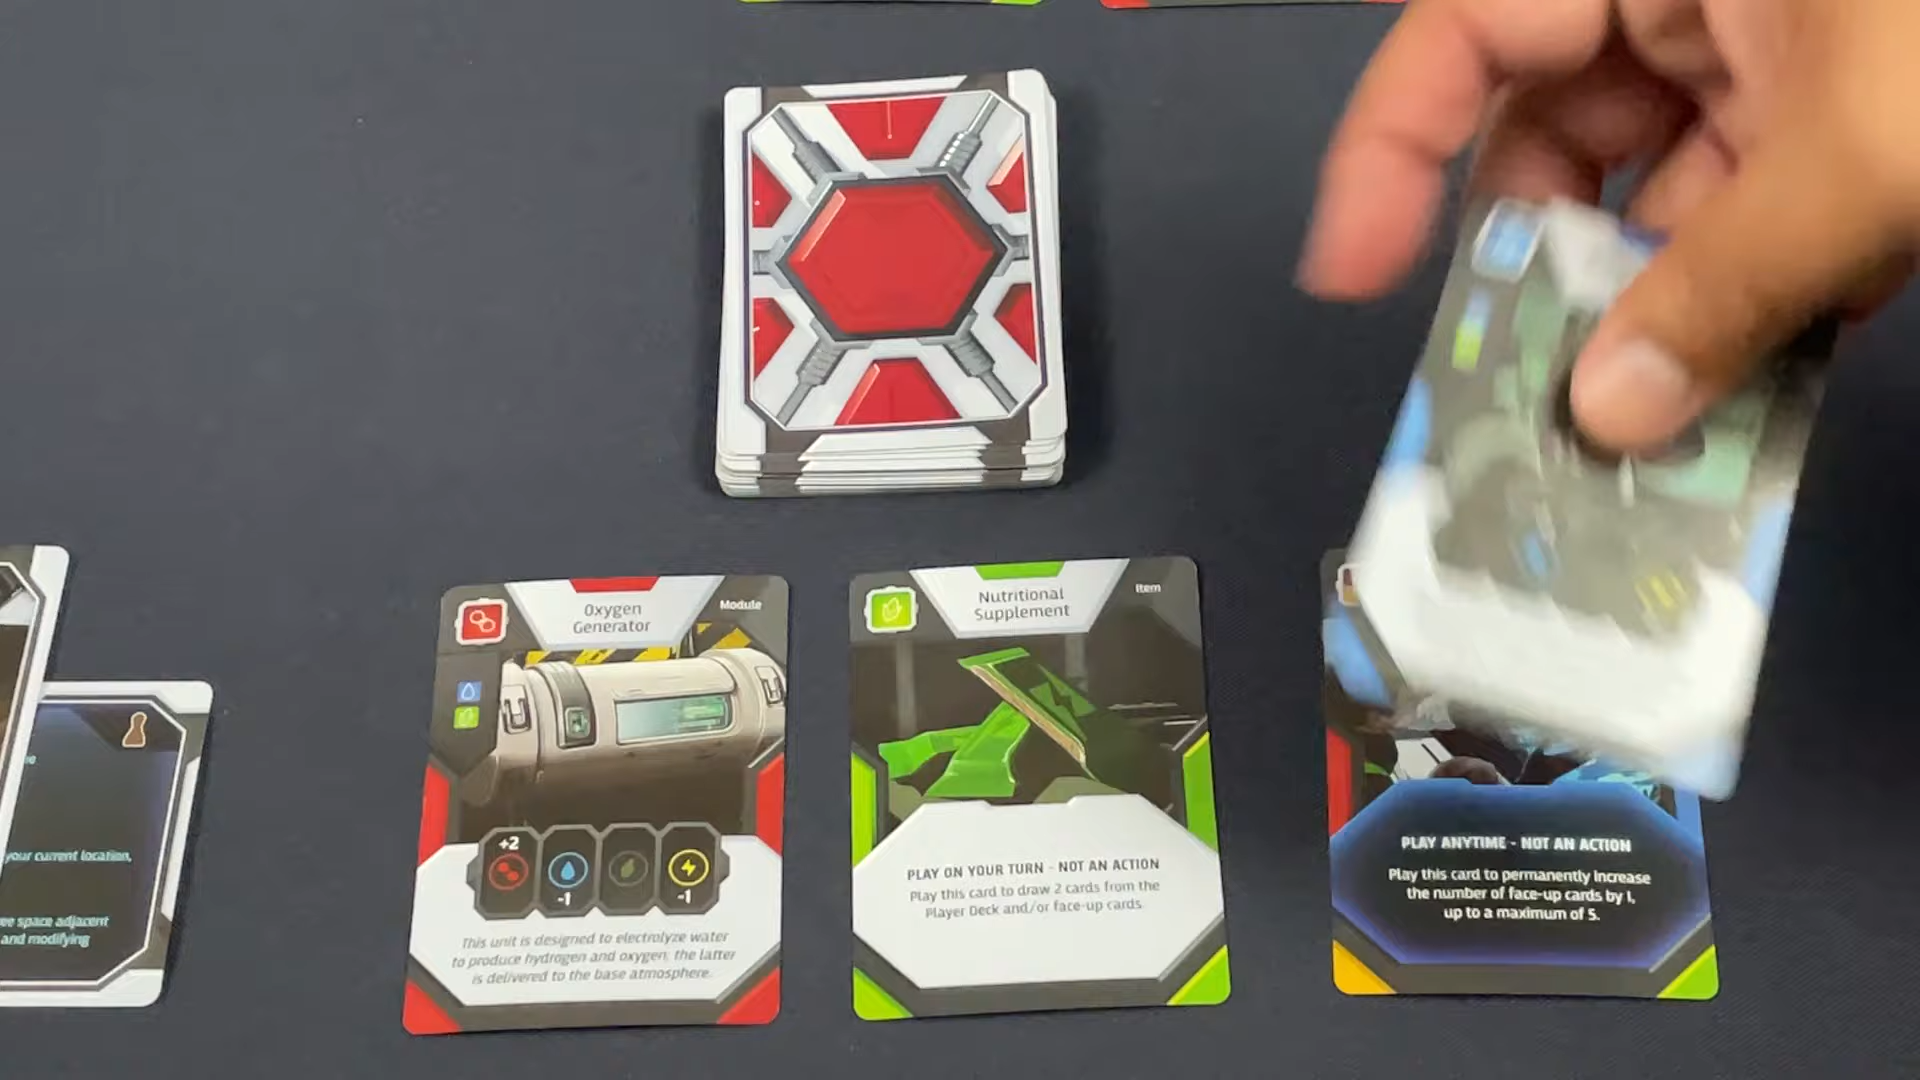 Oxygen
Generator
Module
+2
-1
-1
This unit is designed to electrolyze water
to produce hydrogen and oxygen; the latter
is delivered to the base atmosphere.
Nutritional
Supplement
Item
PLAY ON YOUR TURN - NOT AN ACTION
Play this card to draw 2 cards from the
Player Deck and/or face-up cards.
PLAY ANYTIME - NOT AN ACTION
Play this card to permanently increase
the number of face-up cards by 1,
up to a maximum of 5.
your current location,
space adjacent
and modifying